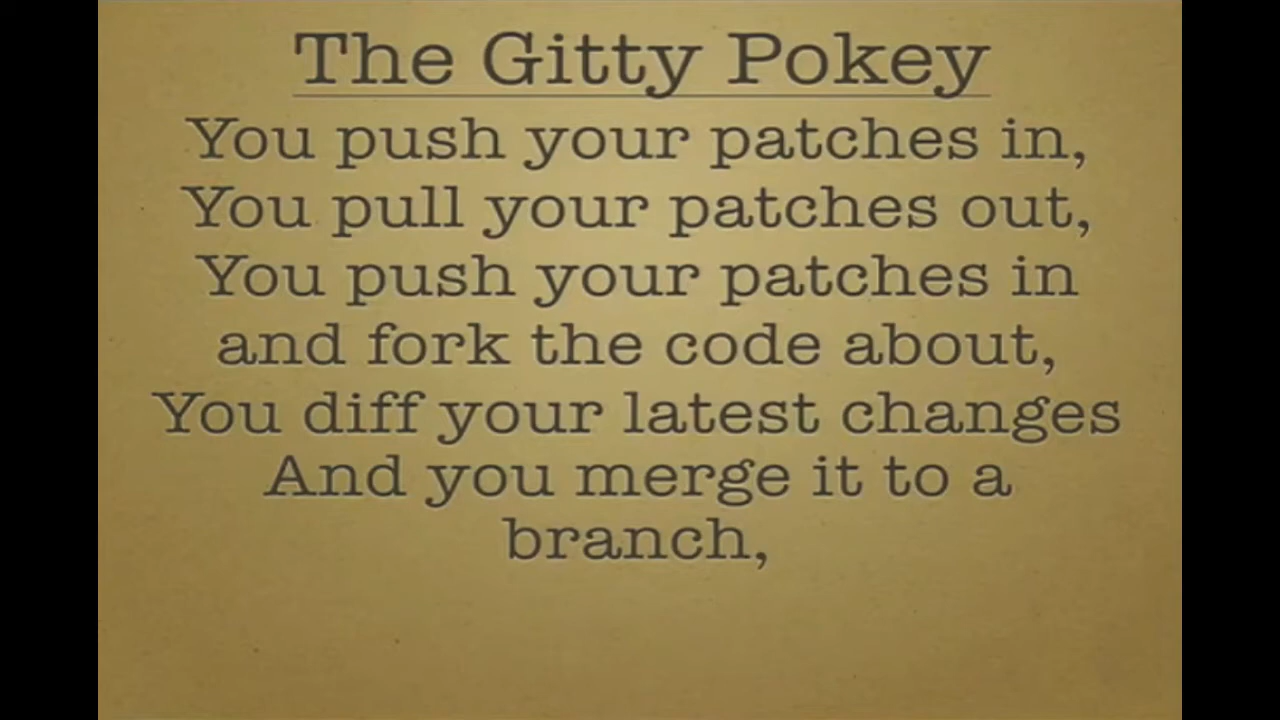 The Gitty Pokey
You push your patches in,
You pull your patches out,
You push your patches in
and fork the code about,
You diff your latest changes
And you merge it to a
branch,